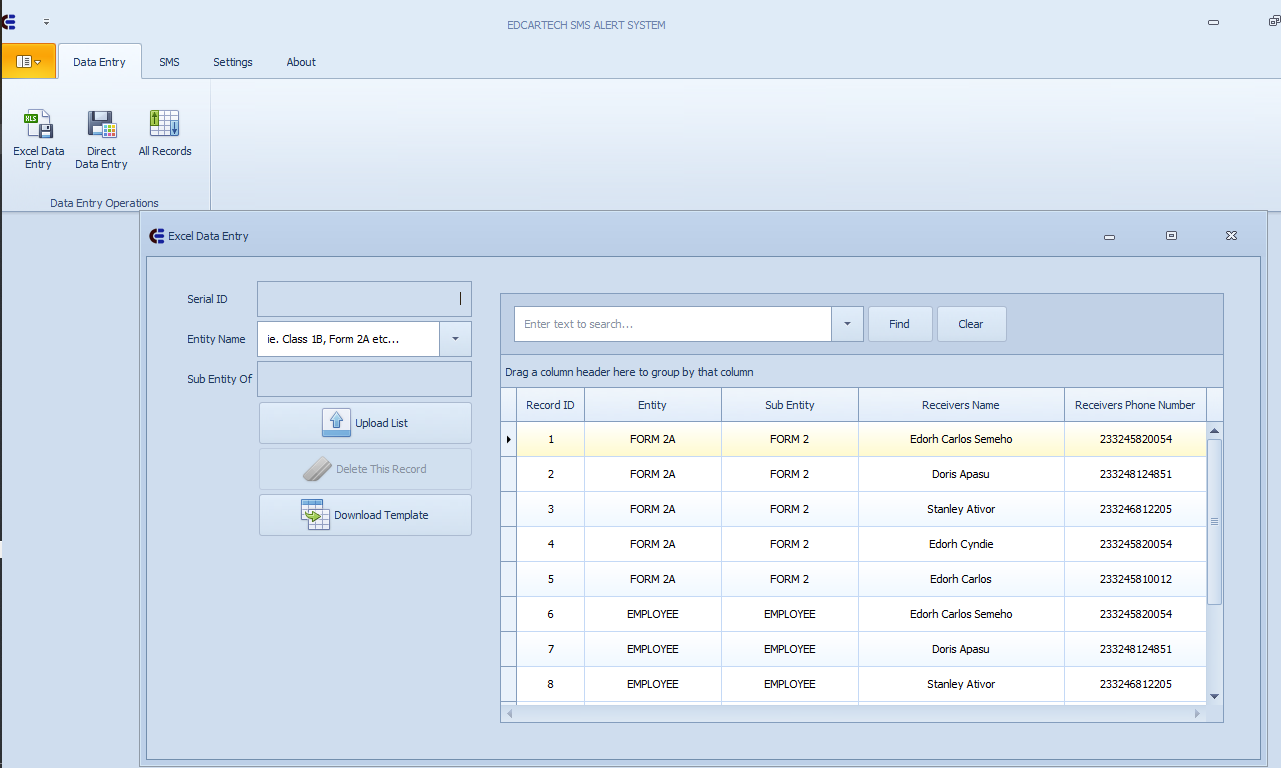 EDCARTECH SMS ALERT SYSTEM
Data Entry SMS Settings About
XLS
Excel Data Entry
Direct Data Entry
All Records
Data Entry Operations
Excel Data Entry
Serial ID
Entity Name ie. Class 1B, Form 2A etc...
Sub Entity Of
Upload List
Delete This Record
Download Template
Enter text to search... Find Clear
Drag a column header here to group by that column
Record ID Entity Sub Entity Receivers Name Receivers Phone Number
1 FORM 2A FORM 2 Edorh Carlos Semeho 233245820054
2 FORM 2A FORM 2 Doris Apasu 233248124851
3 FORM 2A FORM 2 Stanley Ativor 233246812205
4 FORM 2A FORM 2 Edorh Cyndie 233245820054
5 FORM 2A FORM 2 Edorh Carlos 233245810012
6 EMPLOYEE EMPLOYEE Edorh Carlos Semeho 233245820054
7 EMPLOYEE EMPLOYEE Doris Apasu 233248124851
8 EMPLOYEE EMPLOYEE Stanley Ativor 233246812205